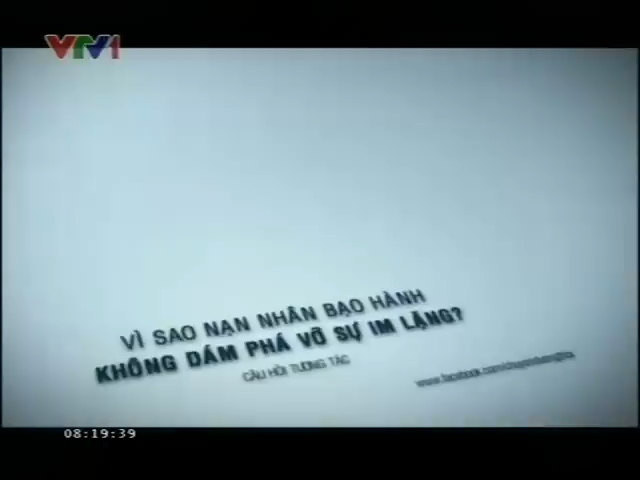 VTV1
VÌ SAO NẠN NHÂN BẠO HÀNH
KHÔNG DÁM PHÁ VỠ SỰ IM LẶNG?
CÂU HỎI TƯƠNG TÁC
08:19:39